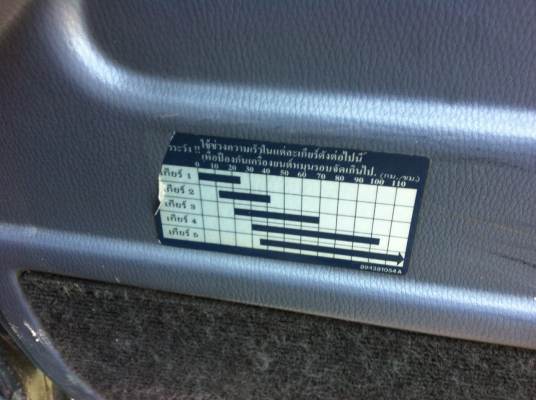 ระวัง !! ใช้ช่วงความเร็วในแต่ละเกียร์ดังต่อไปนี้
เพื่อป้องกันเครื่องยนต์หมุนรอบจัดเกินไป.
0 10 20 30 40 50 60 70 80 90 100 110 (กม./ชม.)
เกียร์ 1
เกียร์ 2
เกียร์ 3
เกียร์ 4
เกียร์ 5
894381054A